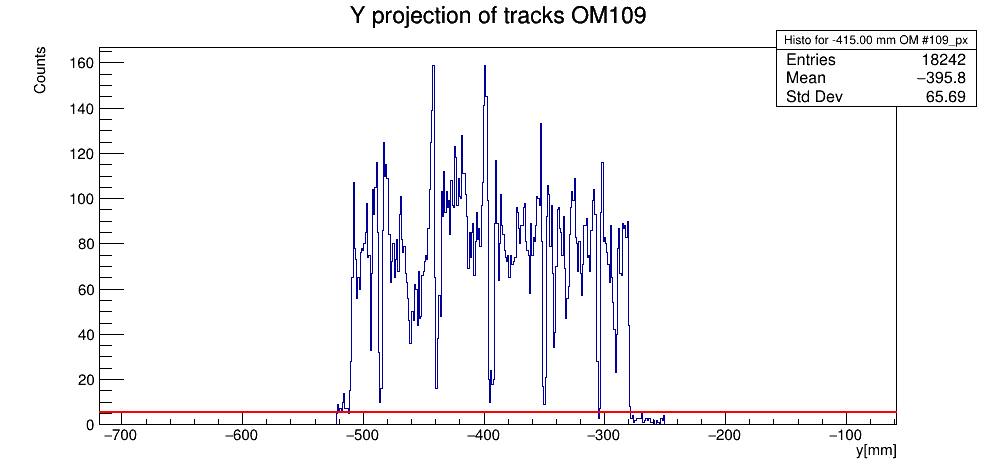 Y projection of tracks OM109
Histo for -415.00 mm OM #109_px
Entries 18242
Mean −395.8
Std Dev 65.69
Counts
160
140
120
100
80
60
40
20
0
−700 −600 −500 −400 −300 −200 −100
y[mm]